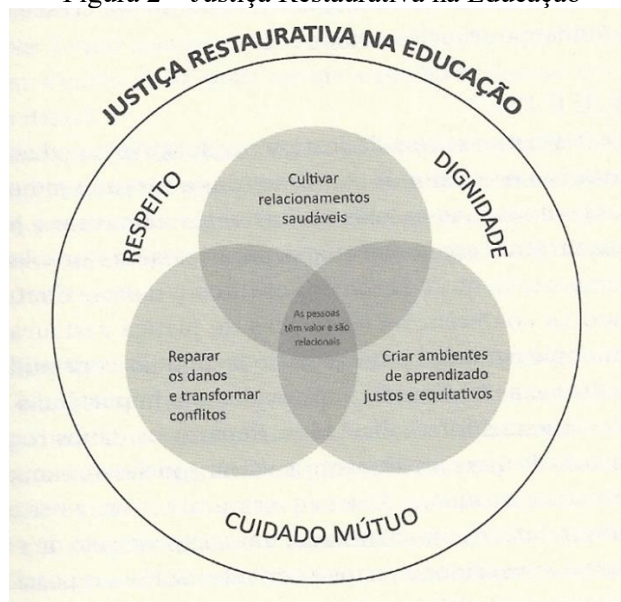 Figura 2 – Justiça Restaurativa na Educação
JUSTIÇA RESTAURATIVA NA EDUCAÇÃO
RESPEITO
DIGNIDADE
Cultivar
relacionamentos
saudáveis
As pessoas
têm valor e são
relacionais
Reparar
os danos
e transformar
conflitos
Criar ambientes
de aprendizado
justos e equitativos
CUIDADO MÚTUO